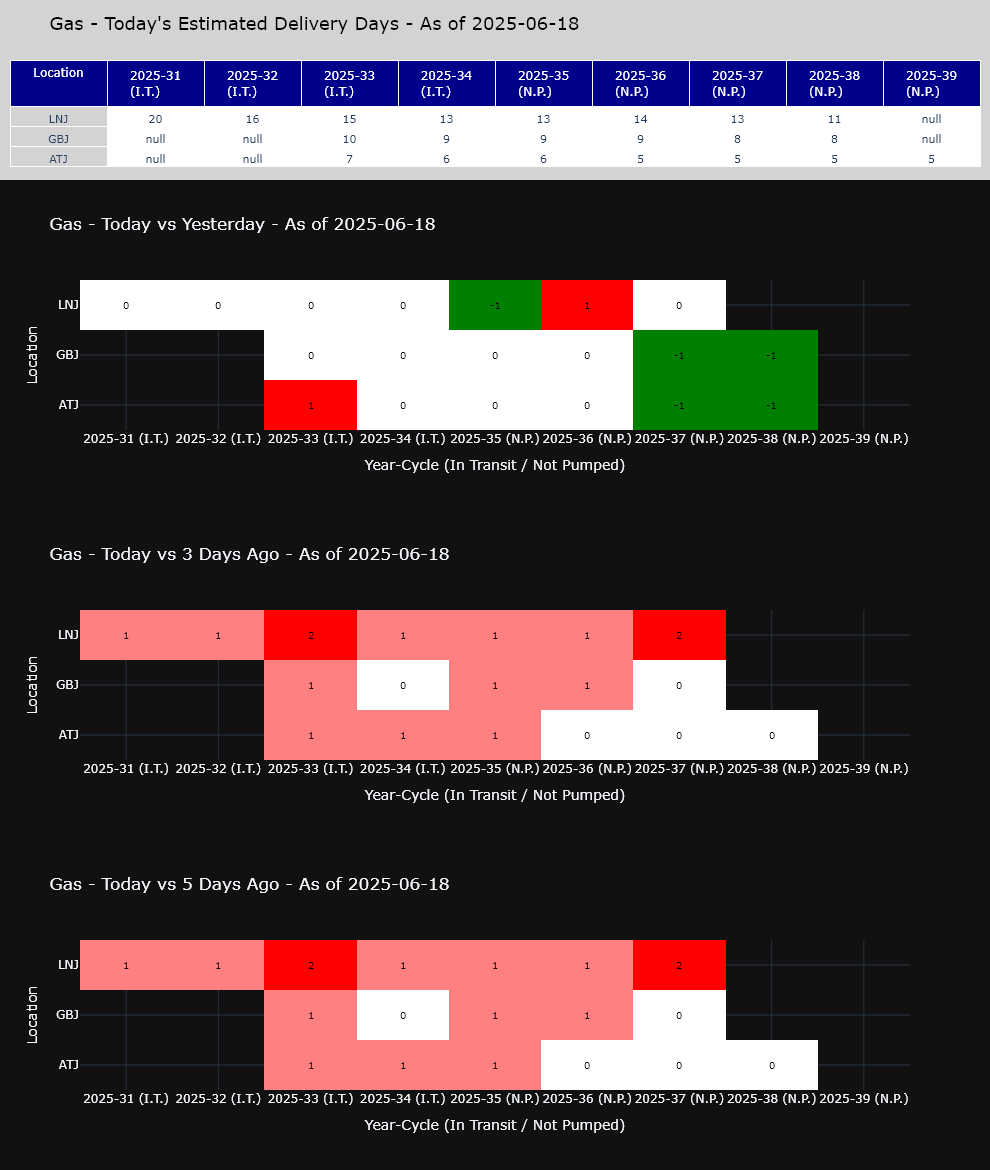 Gas - Today's Estimated Delivery Days - As of 2025-06-18
Location 2025-31 (I.T.) 2025-32 (I.T.) 2025-33 (I.T.) 2025-34 (I.T.) 2025-35 (N.P.) 2025-36 (N.P.) 2025-37 (N.P.) 2025-38 (N.P.) 2025-39 (N.P.)
LNJ 20 16 15 13 13 14 13 11 null
GBJ null null 10 9 9 9 8 8 null
ATJ null null 7 6 6 5 5 5 5
Gas - Today vs Yesterday - As of 2025-06-18
Location
LNJ 0 0 0 0 -1 1 0
GBJ 0 0 0 0 -1 -1
ATJ 1 0 0 0 -1 -1
2025-31 (I.T.) 2025-32 (I.T.) 2025-33 (I.T.) 2025-34 (I.T.) 2025-35 (N.P.) 2025-36 (N.P.) 2025-37 (N.P.) 2025-38 (N.P.) 2025-39 (N.P.)
Year-Cycle (In Transit / Not Pumped)
Gas - Today vs 3 Days Ago - As of 2025-06-18
Location
LNJ 1 1 2 1 1 1 2
GBJ 1 0 1 1 0
ATJ 1 1 1 0 0 0
2025-31 (I.T.) 2025-32 (I.T.) 2025-33 (I.T.) 2025-34 (I.T.) 2025-35 (N.P.) 2025-36 (N.P.) 2025-37 (N.P.) 2025-38 (N.P.) 2025-39 (N.P.)
Year-Cycle (In Transit / Not Pumped)
Gas - Today vs 5 Days Ago - As of 2025-06-18
Location
LNJ 1 1 2 1 1 1 2
GBJ 1 0 1 1 0
ATJ 1 1 1 0 0 0
2025-31 (I.T.) 2025-32 (I.T.) 2025-33 (I.T.) 2025-34 (I.T.) 2025-35 (N.P.) 2025-36 (N.P.) 2025-37 (N.P.) 2025-38 (N.P.) 2025-39 (N.P.)
Year-Cycle (In Transit / Not Pumped)